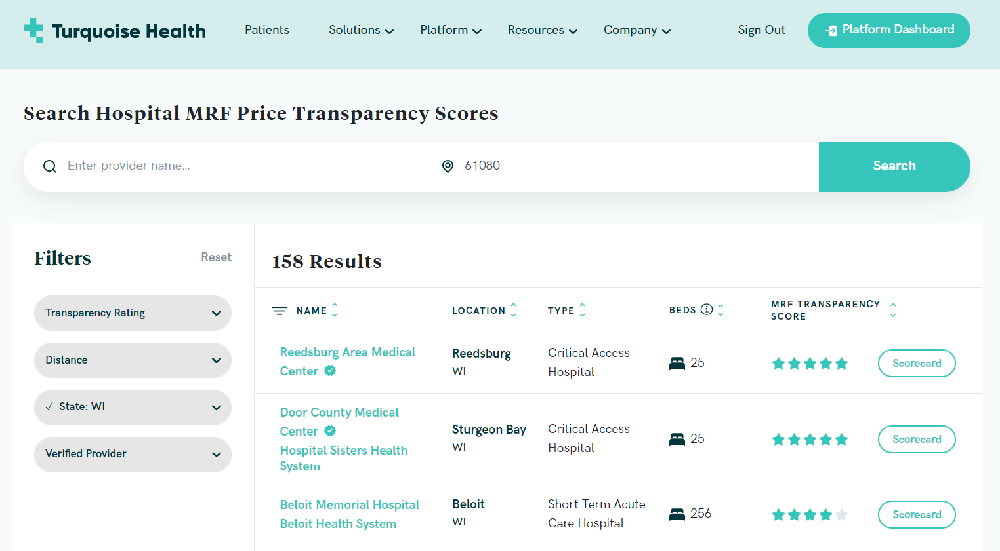 Turquoise Health
Patients
Solutions
Platform
Resources
Company
Sign Out
Platform Dashboard
Search Hospital MRF Price Transparency Scores
Enter provider name...
61080
Search
Filters
Reset
Transparency Rating
Distance
✓ State: WI
Verified Provider
158 Results
NAME
LOCATION
TYPE
BEDS
MRF TRANSPARENCY
SCORE
Reedsburg Area Medical
Center
Reedsburg
WI
Critical Access
Hospital
25
Scorecard
Door County Medical
Center
Hospital Sisters Health
System
Sturgeon Bay
WI
Critical Access
Hospital
25
Scorecard
Beloit Memorial Hospital
Beloit Health System
Beloit
WI
Short Term Acute
Care Hospital
256
Scorecard